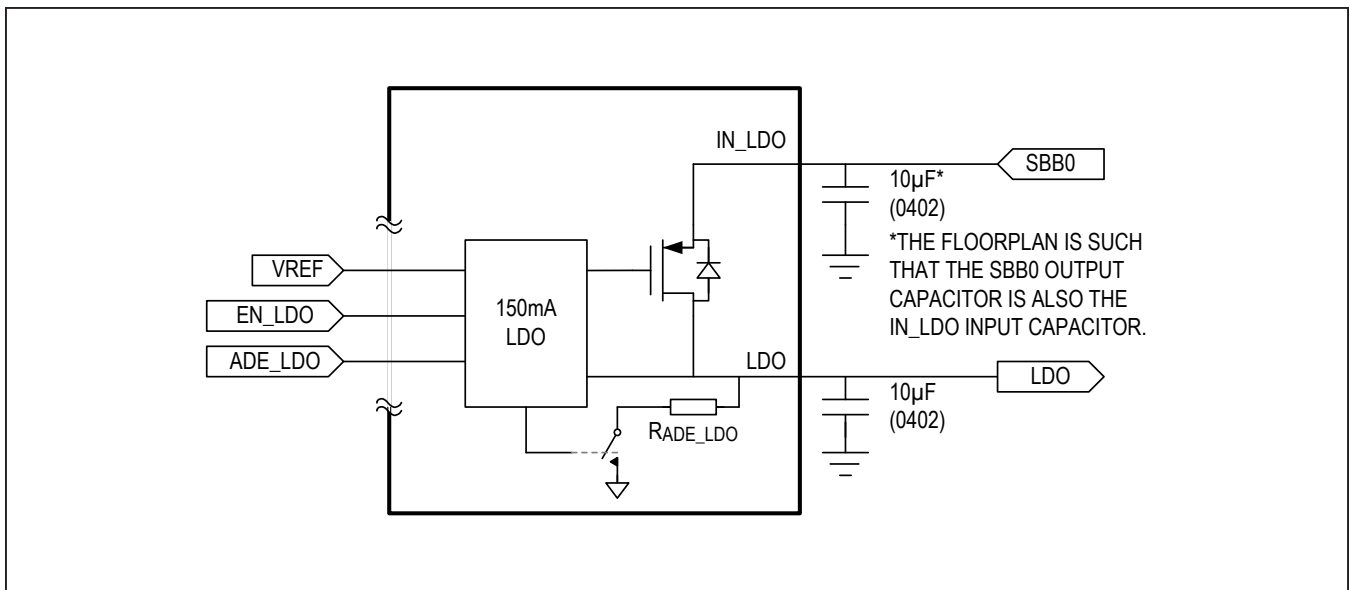 IN_LDO
SBB0
10µF*
(0402)
*THE FLOORPLAN IS SUCH
THAT THE SBB0 OUTPUT
CAPACITOR IS ALSO THE
IN_LDO INPUT CAPACITOR.
VREF
EN_LDO
ADE_LDO
150mA
LDO
LDO
LDO
10µF
(0402)
RADE_LDO